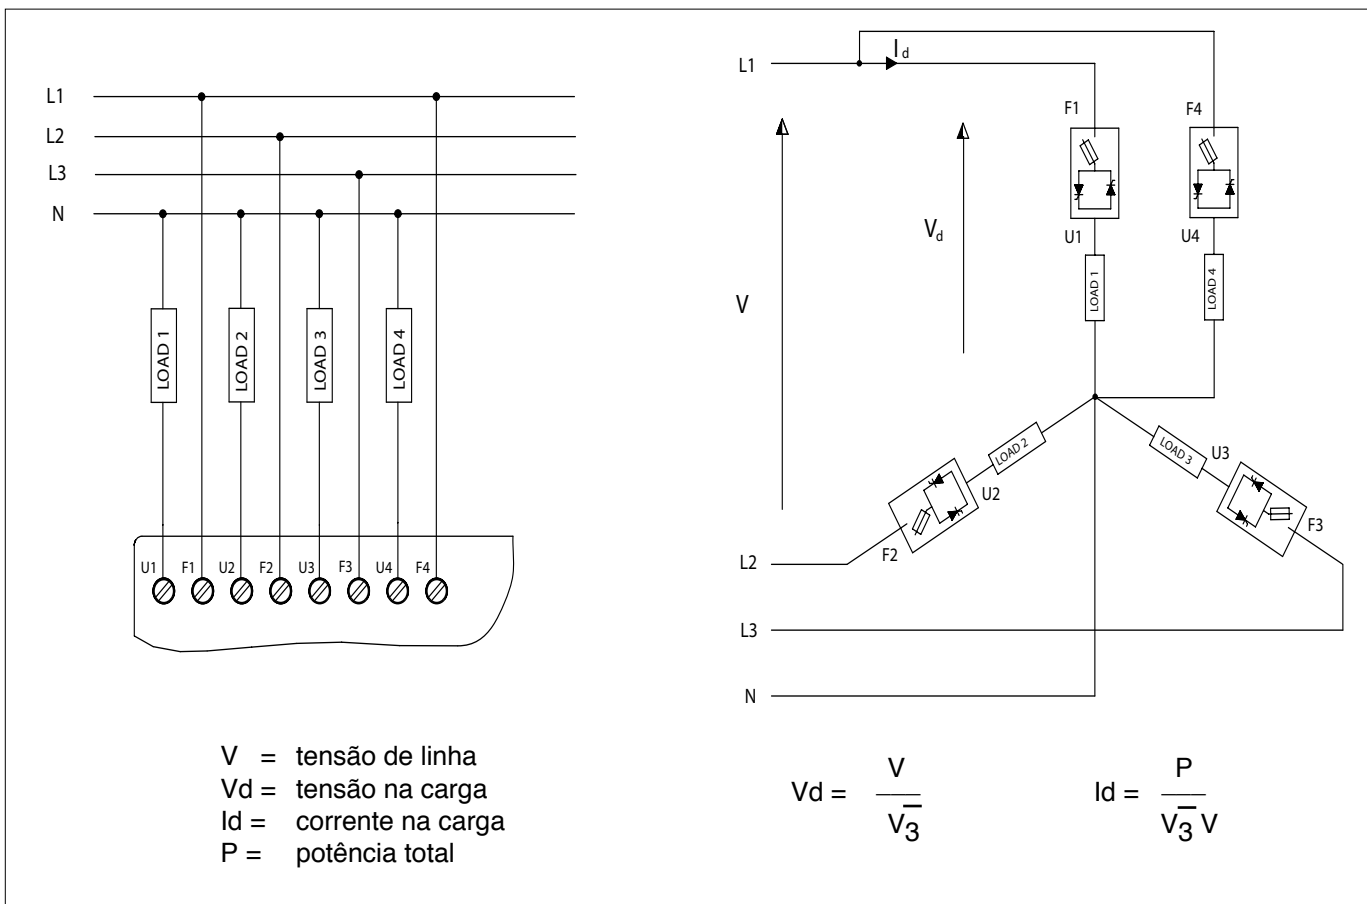 L1
L2
L3
N
LOAD 1
LOAD 2
LOAD 3
LOAD 4
U1 F1 U2 F2 U3 F3 U4 F4
V = tensão de linha
Vd = tensão na carga
Id = corrente na carga
P = potência total
L1
Id
F1
F4
Vd
U1
U4
LOAD 1
LOAD 4
V
LOAD 2
LOAD 3
U3
U2
F3
F2
L2
L3
N
Vd = V / V3̅
Id = P / V3̅ V